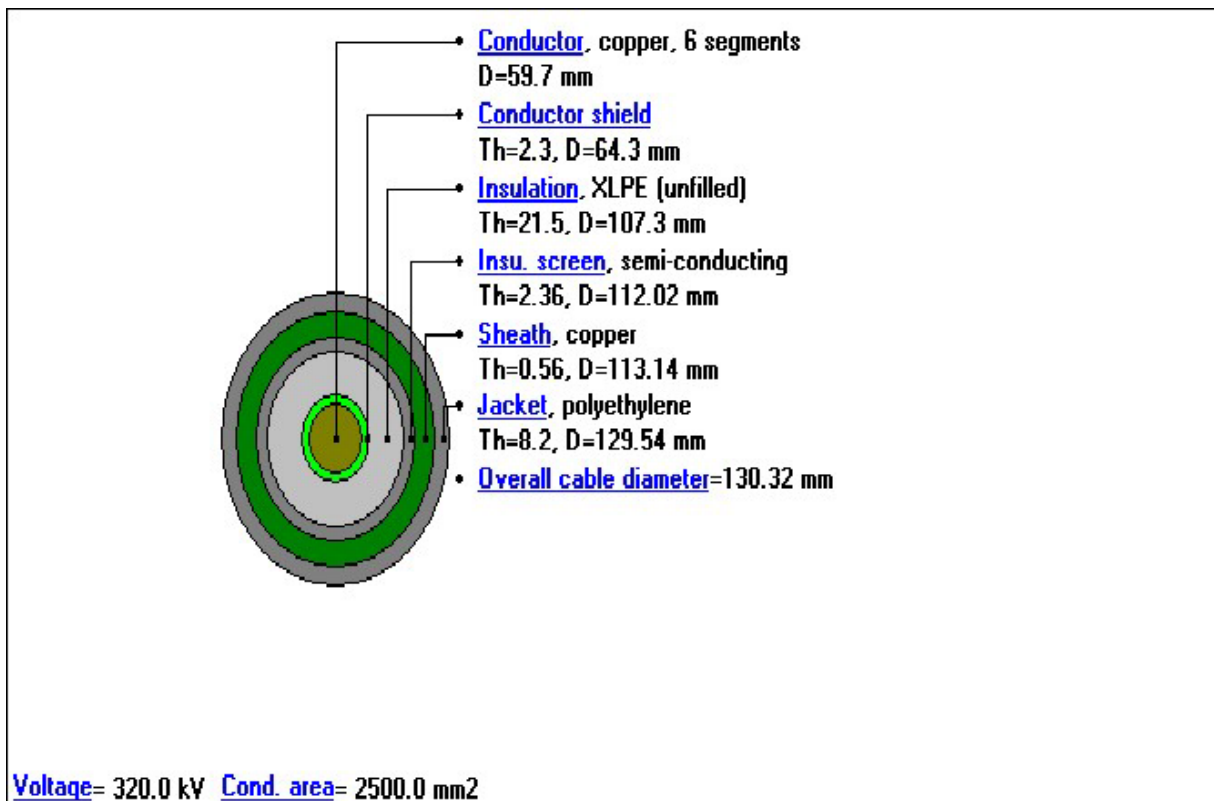 Conductor, copper, 6 segments
D=59.7 mm
Conductor shield
Th=2.3, D=64.3 mm
Insulation, XLPE (unfilled)
Th=21.5, D=107.3 mm
Insu. screen, semi-conducting
Th=2.36, D=112.02 mm
Sheath, copper
Th=0.56, D=113.14 mm
Jacket, polyethylene
Th=8.2, D=129.54 mm
Overall cable diameter=130.32 mm
Voltage= 320.0 kV Cond. area= 2500.0 mm2